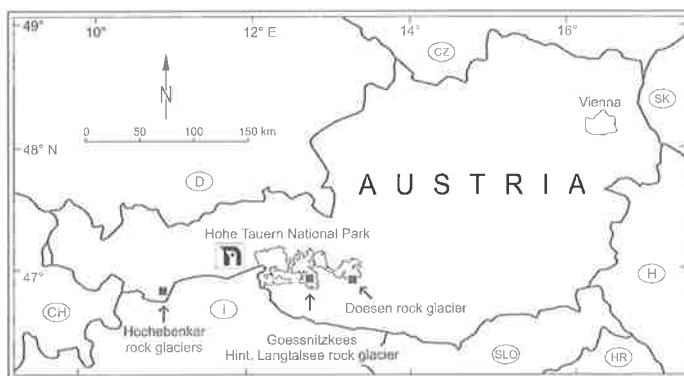 49°
10°
12° E
14°
16°
CZ
N
Vienna
SK
0 50 100 150 km
48° N
D
AUSTRIA
Hohe Tauern National Park
47°
H
Doesen rock glacier
CH
I
Hochebenkar
rock glaciers
Goessnitzkees
Hint. Langtalsee rock glacier
SLO
HR